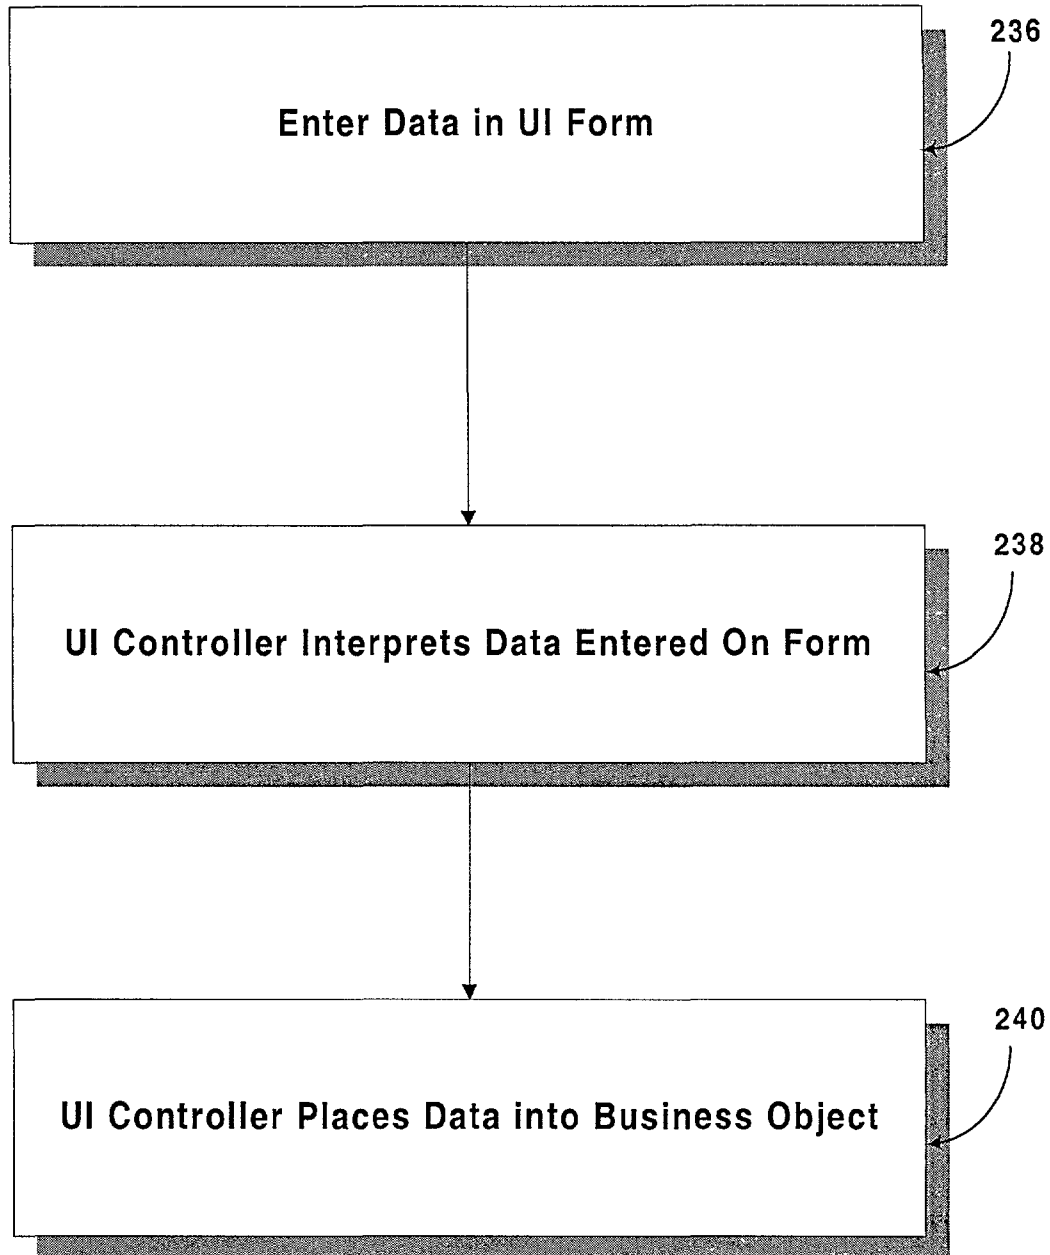 236
Enter Data in UI Form
238
UI Controller Interprets Data Entered On Form
240
UI Controller Places Data into Business Object